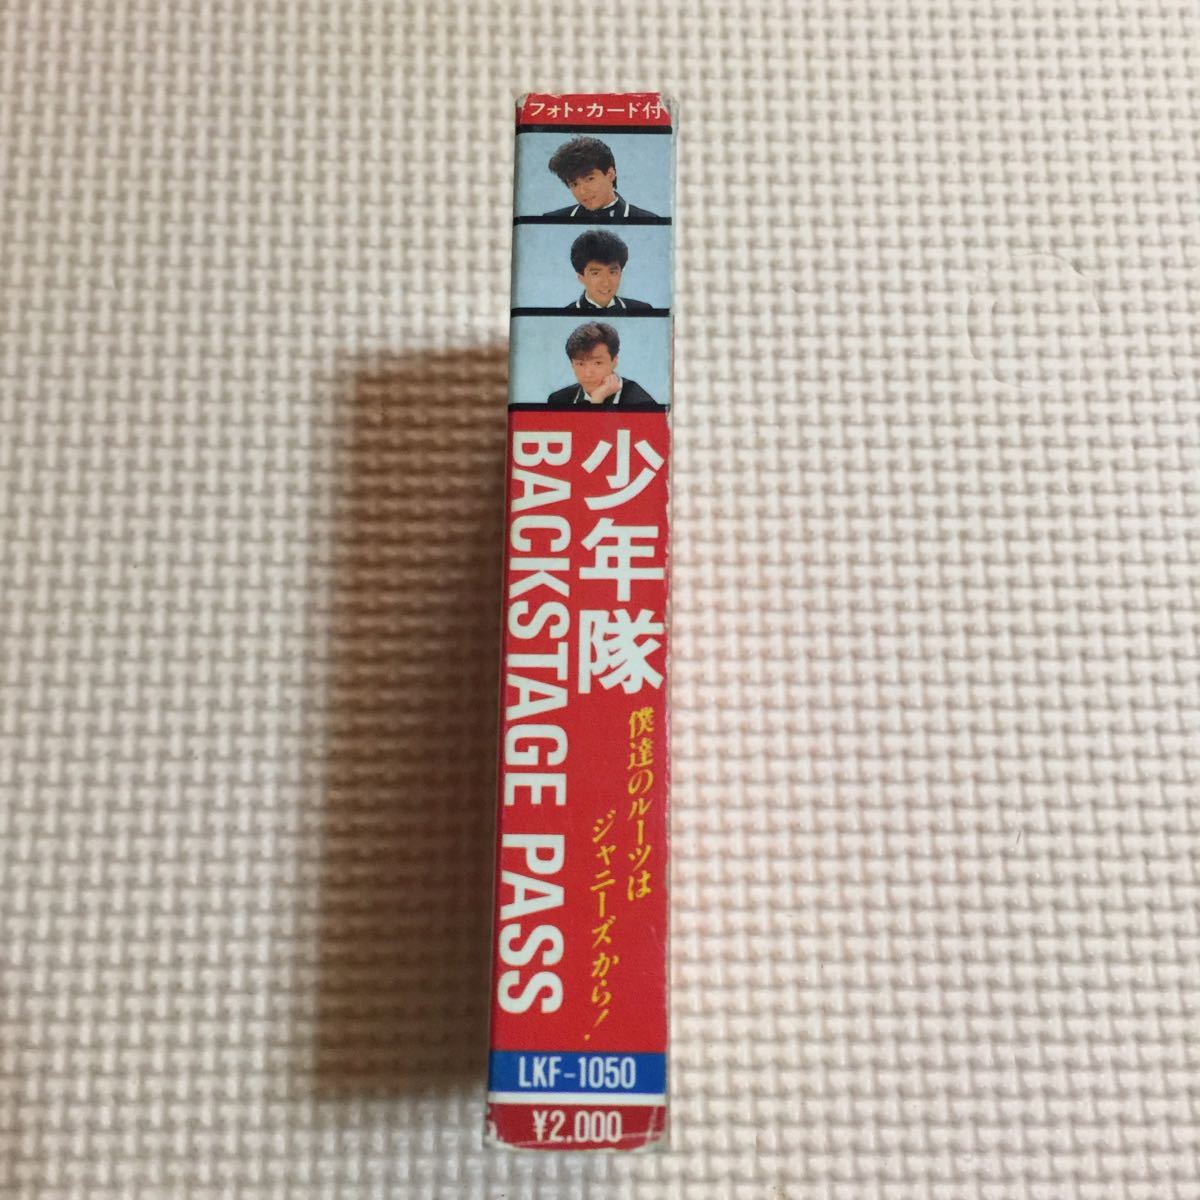 フォト・カード付
少年隊
BACKSTAGE PASS
僕達のルーツは
ジャニーズから!
LKF-1050
¥2,000